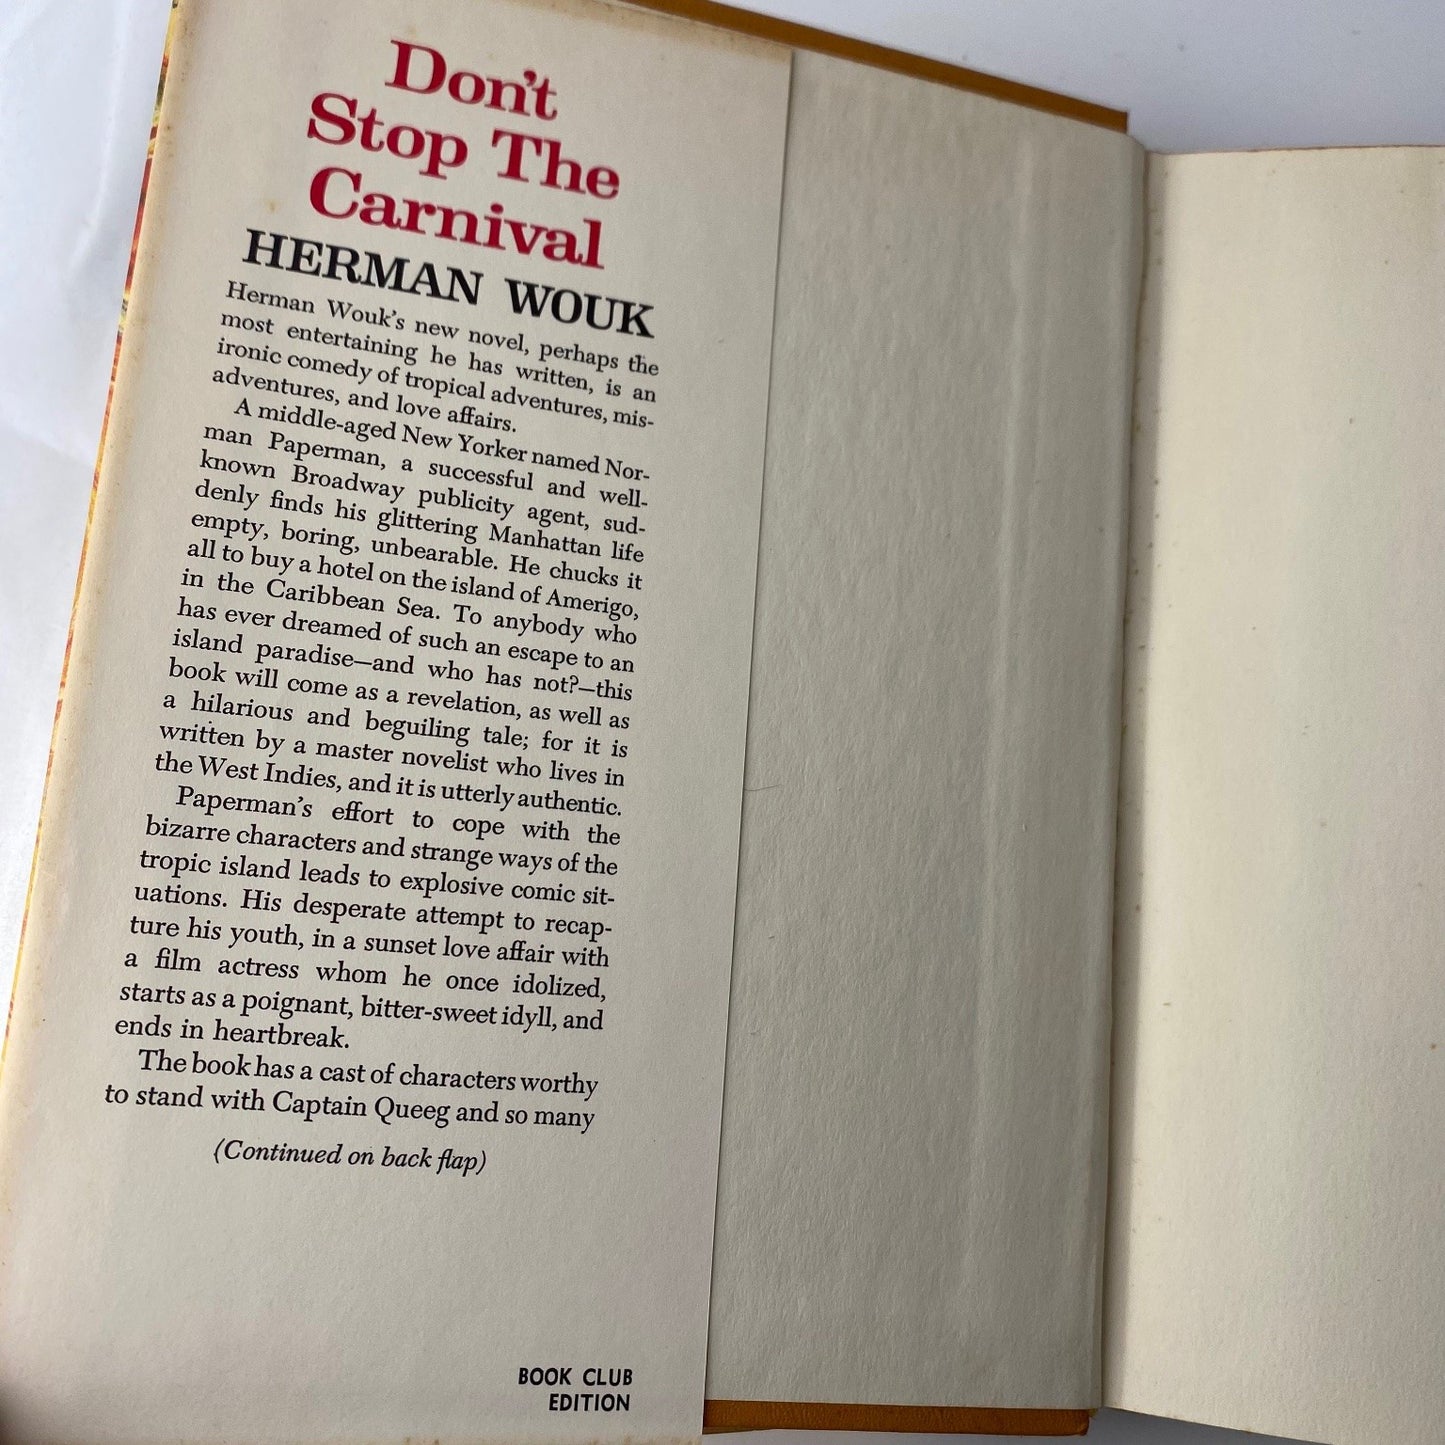 Don't
Stop The
Carnival
HERMAN WOUK
Herman Wouk's new novel, perhaps the
most entertaining he has written, is an
ironic comedy of tropical adventures, mis-
adventures, and love affairs.
A middle-aged New Yorker named Nor-
man Paperman, a successful and well-
known Broadway publicity agent, sud-
denly finds his glittering Manhattan life
empty, boring, unbearable. He chucks it
all to buy a hotel on the island of Amerigo,
in the Caribbean Sea. To anybody who
has ever dreamed of such an escape to an
island paradise—and who has not?—this
book will come as a revelation, as well as
a hilarious and beguiling tale; for it is
written by a master novelist who lives in
the West Indies, and it is utterly authentic.
Paperman's effort to cope with the
bizarre characters and strange ways of the
tropic island leads to explosive comic sit-
uations. His desperate attempt to recap-
ture his youth, in a sunset love affair with
a film actress whom he once idolized,
starts as a poignant, bitter-sweet idyll, and
ends in heartbreak.
The book has a cast of characters worthy
to stand with Captain Queeg and so many
(Continued on back flap)
BOOK CLUB
EDITION